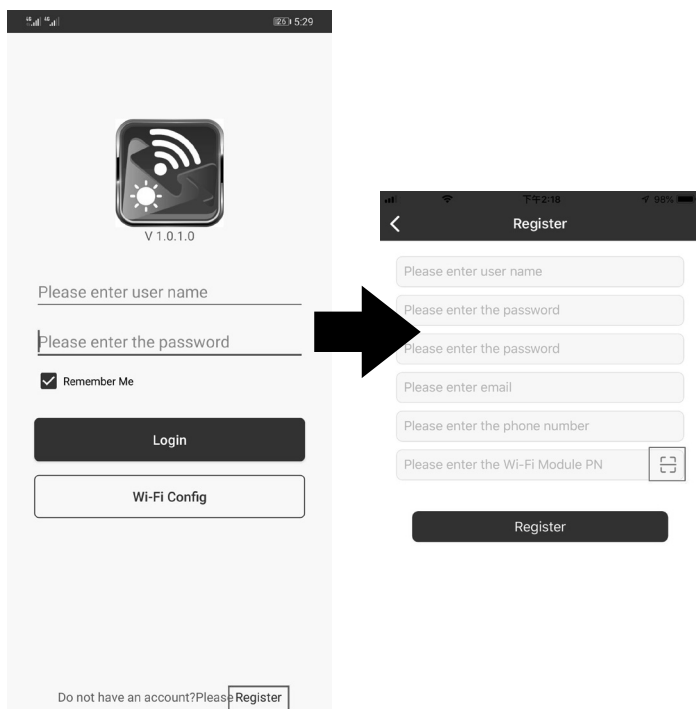 5:29
V 1.0.1.0
Please enter user name
Please enter the password
Remember Me
Login
Wi-Fi Config
Do not have an account?Please Register
下午2:18
98%
Register
Please enter user name
Please enter the password
Please enter the password
Please enter email
Please enter the phone number
Please enter the Wi-Fi Module PN
Register